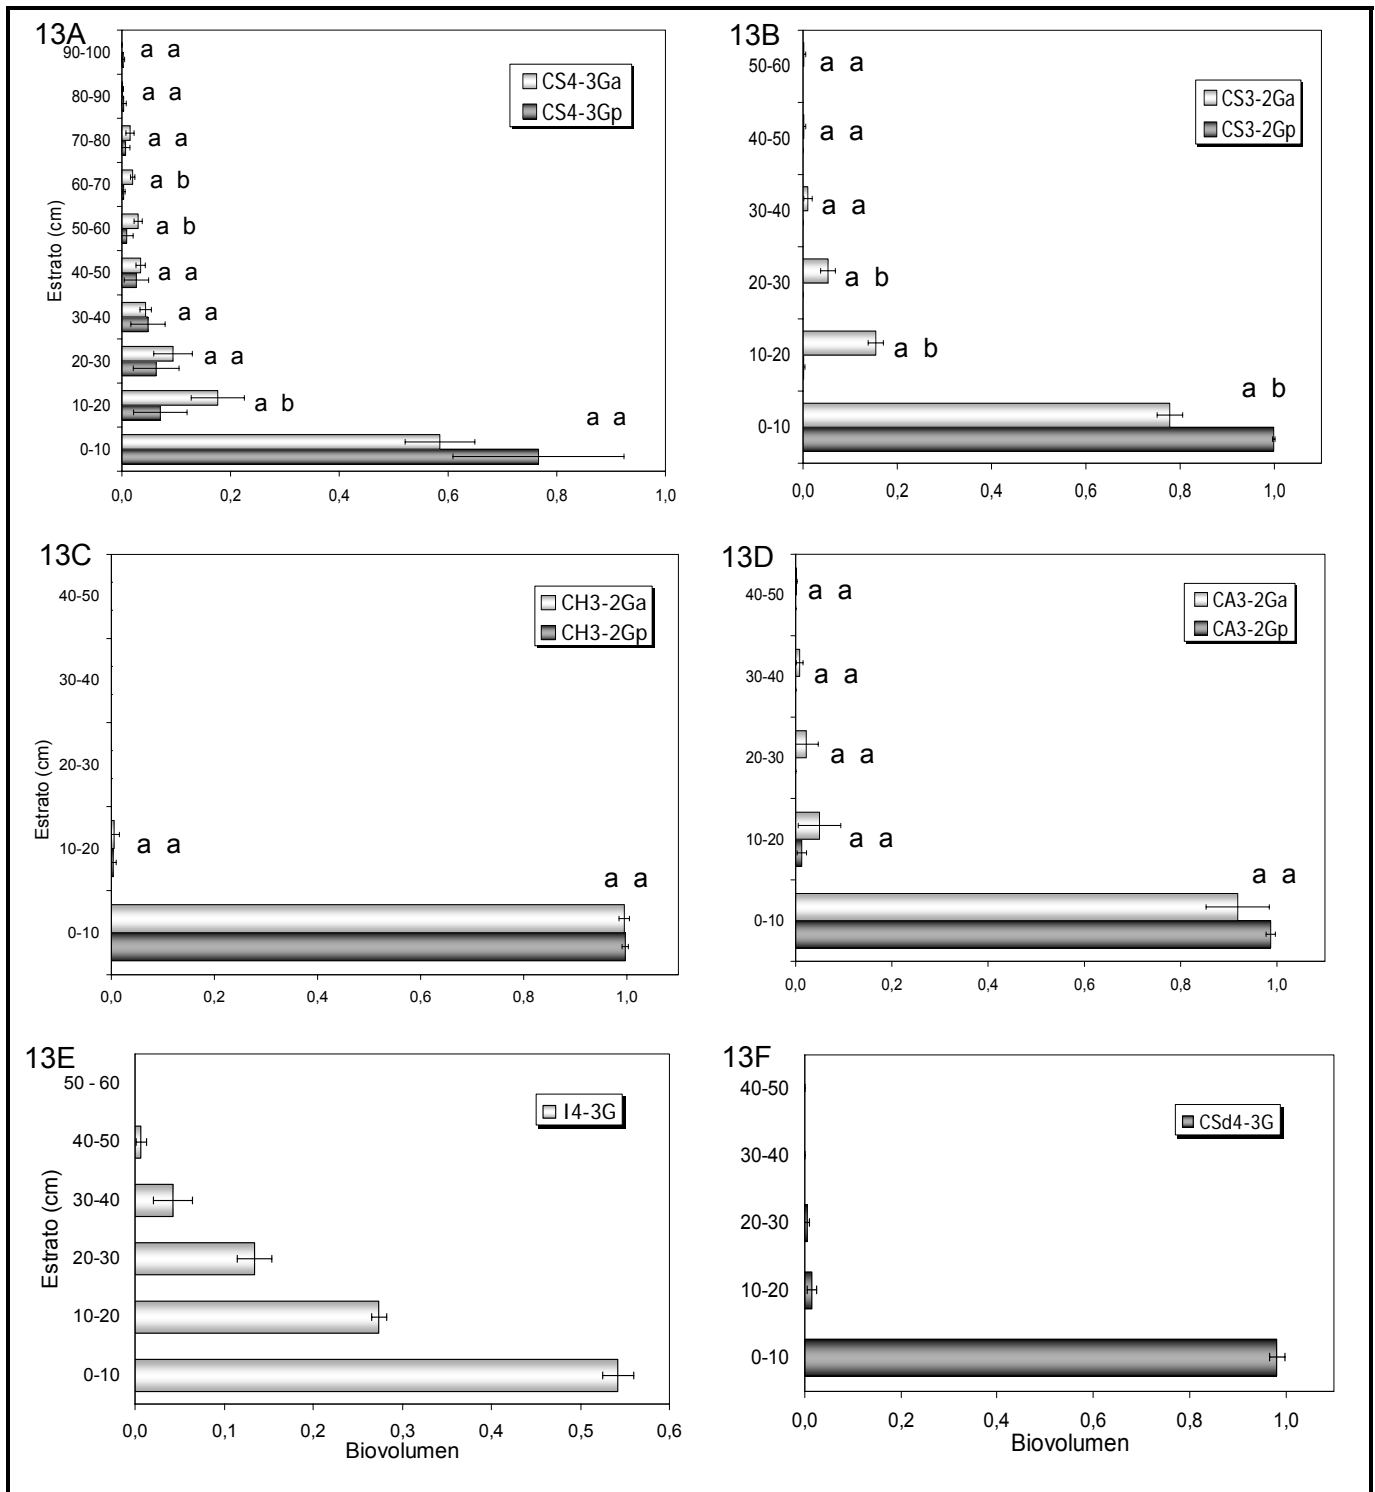 13A
90-100 a a
80-90 a a
70-80 a a
60-70 a b
50-60 a b
40-50 a a
30-40 a a
20-30 a a
10-20 a b
0-10 a a
Estrato (cm)
CS4-3Ga
CS4-3Gp
0,0 0,2 0,4 0,6 0,8 1,0
13B
50-60 a a
40-50 a a
30-40 a a
20-30 a b
10-20 a b
0-10 a b
CS3-2Ga
CS3-2Gp
0,0 0,2 0,4 0,6 0,8 1,0
13C
40-50
30-40
20-30
10-20 a a
0-10 a a
Estrato (cm)
CH3-2Ga
CH3-2Gp
0,0 0,2 0,4 0,6 0,8 1,0
13D
40-50 a a
30-40 a a
20-30 a a
10-20 a a
0-10 a a
CA3-2Ga
CA3-2Gp
0,0 0,2 0,4 0,6 0,8 1,0
13E
50 - 60
40-50
30-40
20-30
10-20
0-10
Estrato (cm)
I4-3G
0,0 0,1 0,2 0,3 0,4 0,5 0,6
Biovolumen
13F
40-50
30-40
20-30
10-20
0-10
CSd4-3G
0,0 0,2 0,4 0,6 0,8 1,0
Biovolumen